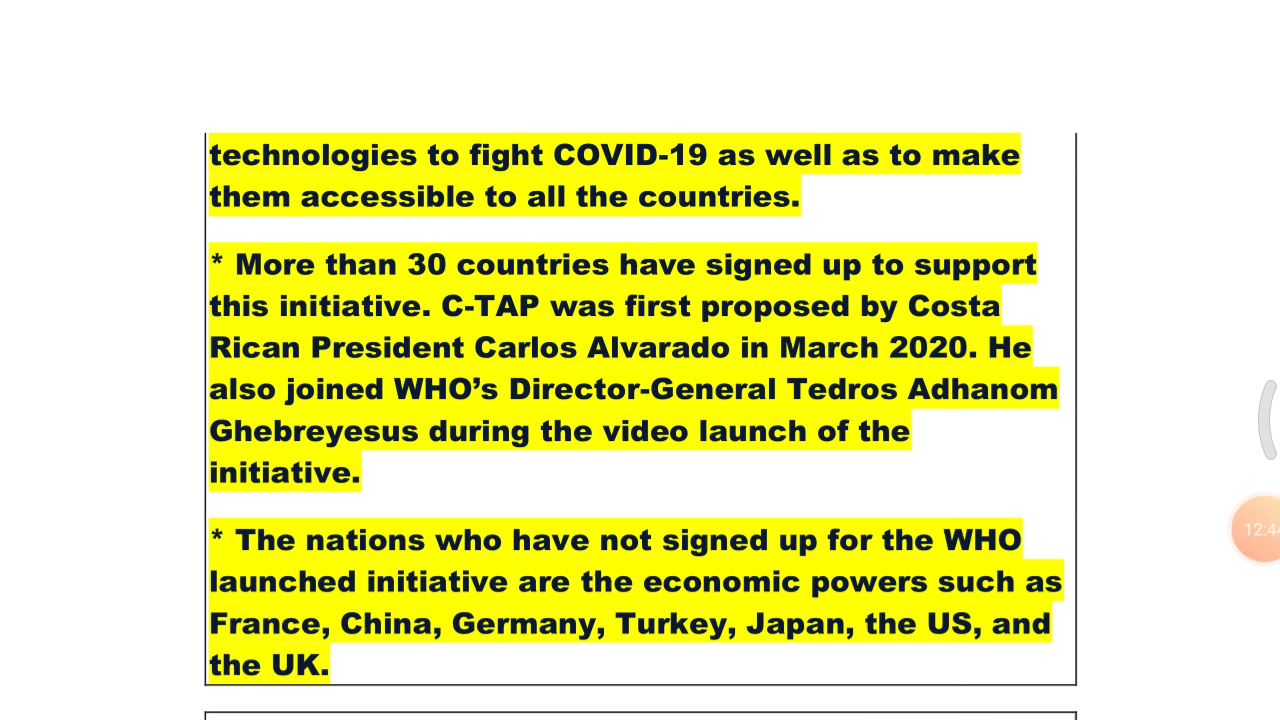 technologies to fight COVID-19 as well as to make
them accessible to all the countries.
* More than 30 countries have signed up to support
this initiative. C-TAP was first proposed by Costa
Rican President Carlos Alvarado in March 2020. He
also joined WHO’s Director-General Tedros Adhanom
Ghebreyesus during the video launch of the
initiative.
* The nations who have not signed up for the WHO
launched initiative are the economic powers such as
France, China, Germany, Turkey, Japan, the US, and
the UK.